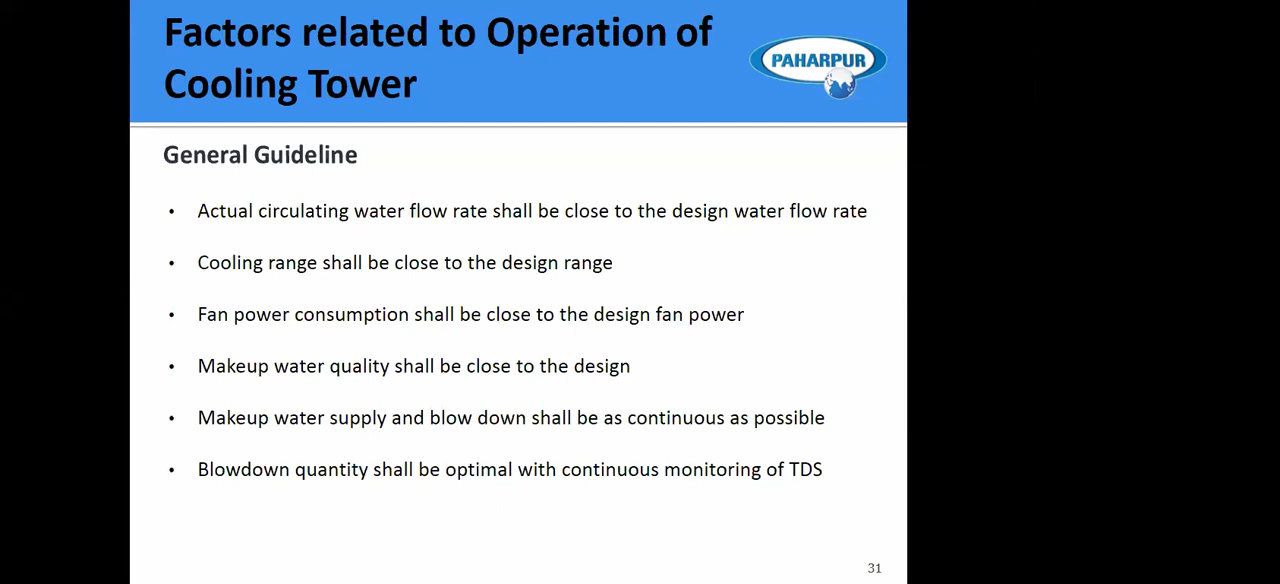 Factors related to Operation of
Cooling Tower
PAHARPUR
General Guideline
• Actual circulating water flow rate shall be close to the design water flow rate
• Cooling range shall be close to the design range
• Fan power consumption shall be close to the design fan power
• Makeup water quality shall be close to the design
• Makeup water supply and blow down shall be as continuous as possible
• Blowdown quantity shall be optimal with continuous monitoring of TDS
31